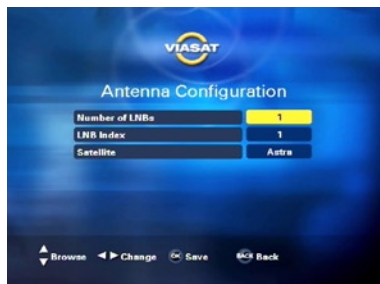 VIASAT
Antenna Configuration
Number of LNBs 1
LNB Index 1
Satellite Astra
Browse Change OK Save BACK Back